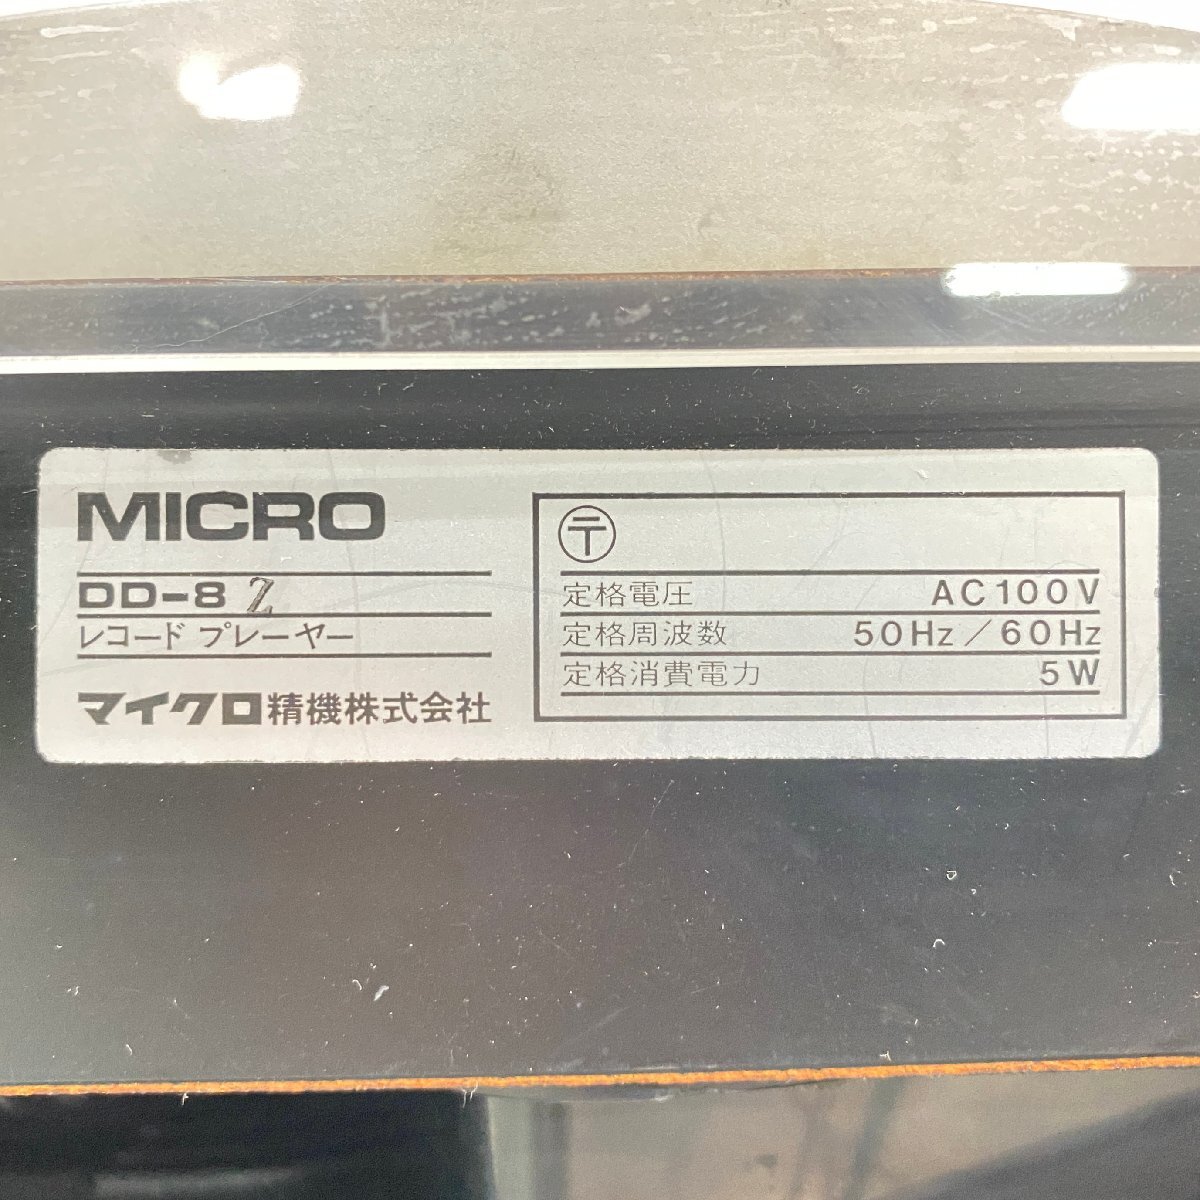 MICRO
DD-8 Z
レコード プレーヤー
マイクロ精機株式会社
〒
定格電圧 AC100V
定格周波数 50Hz/60Hz
定格消費電力 5W